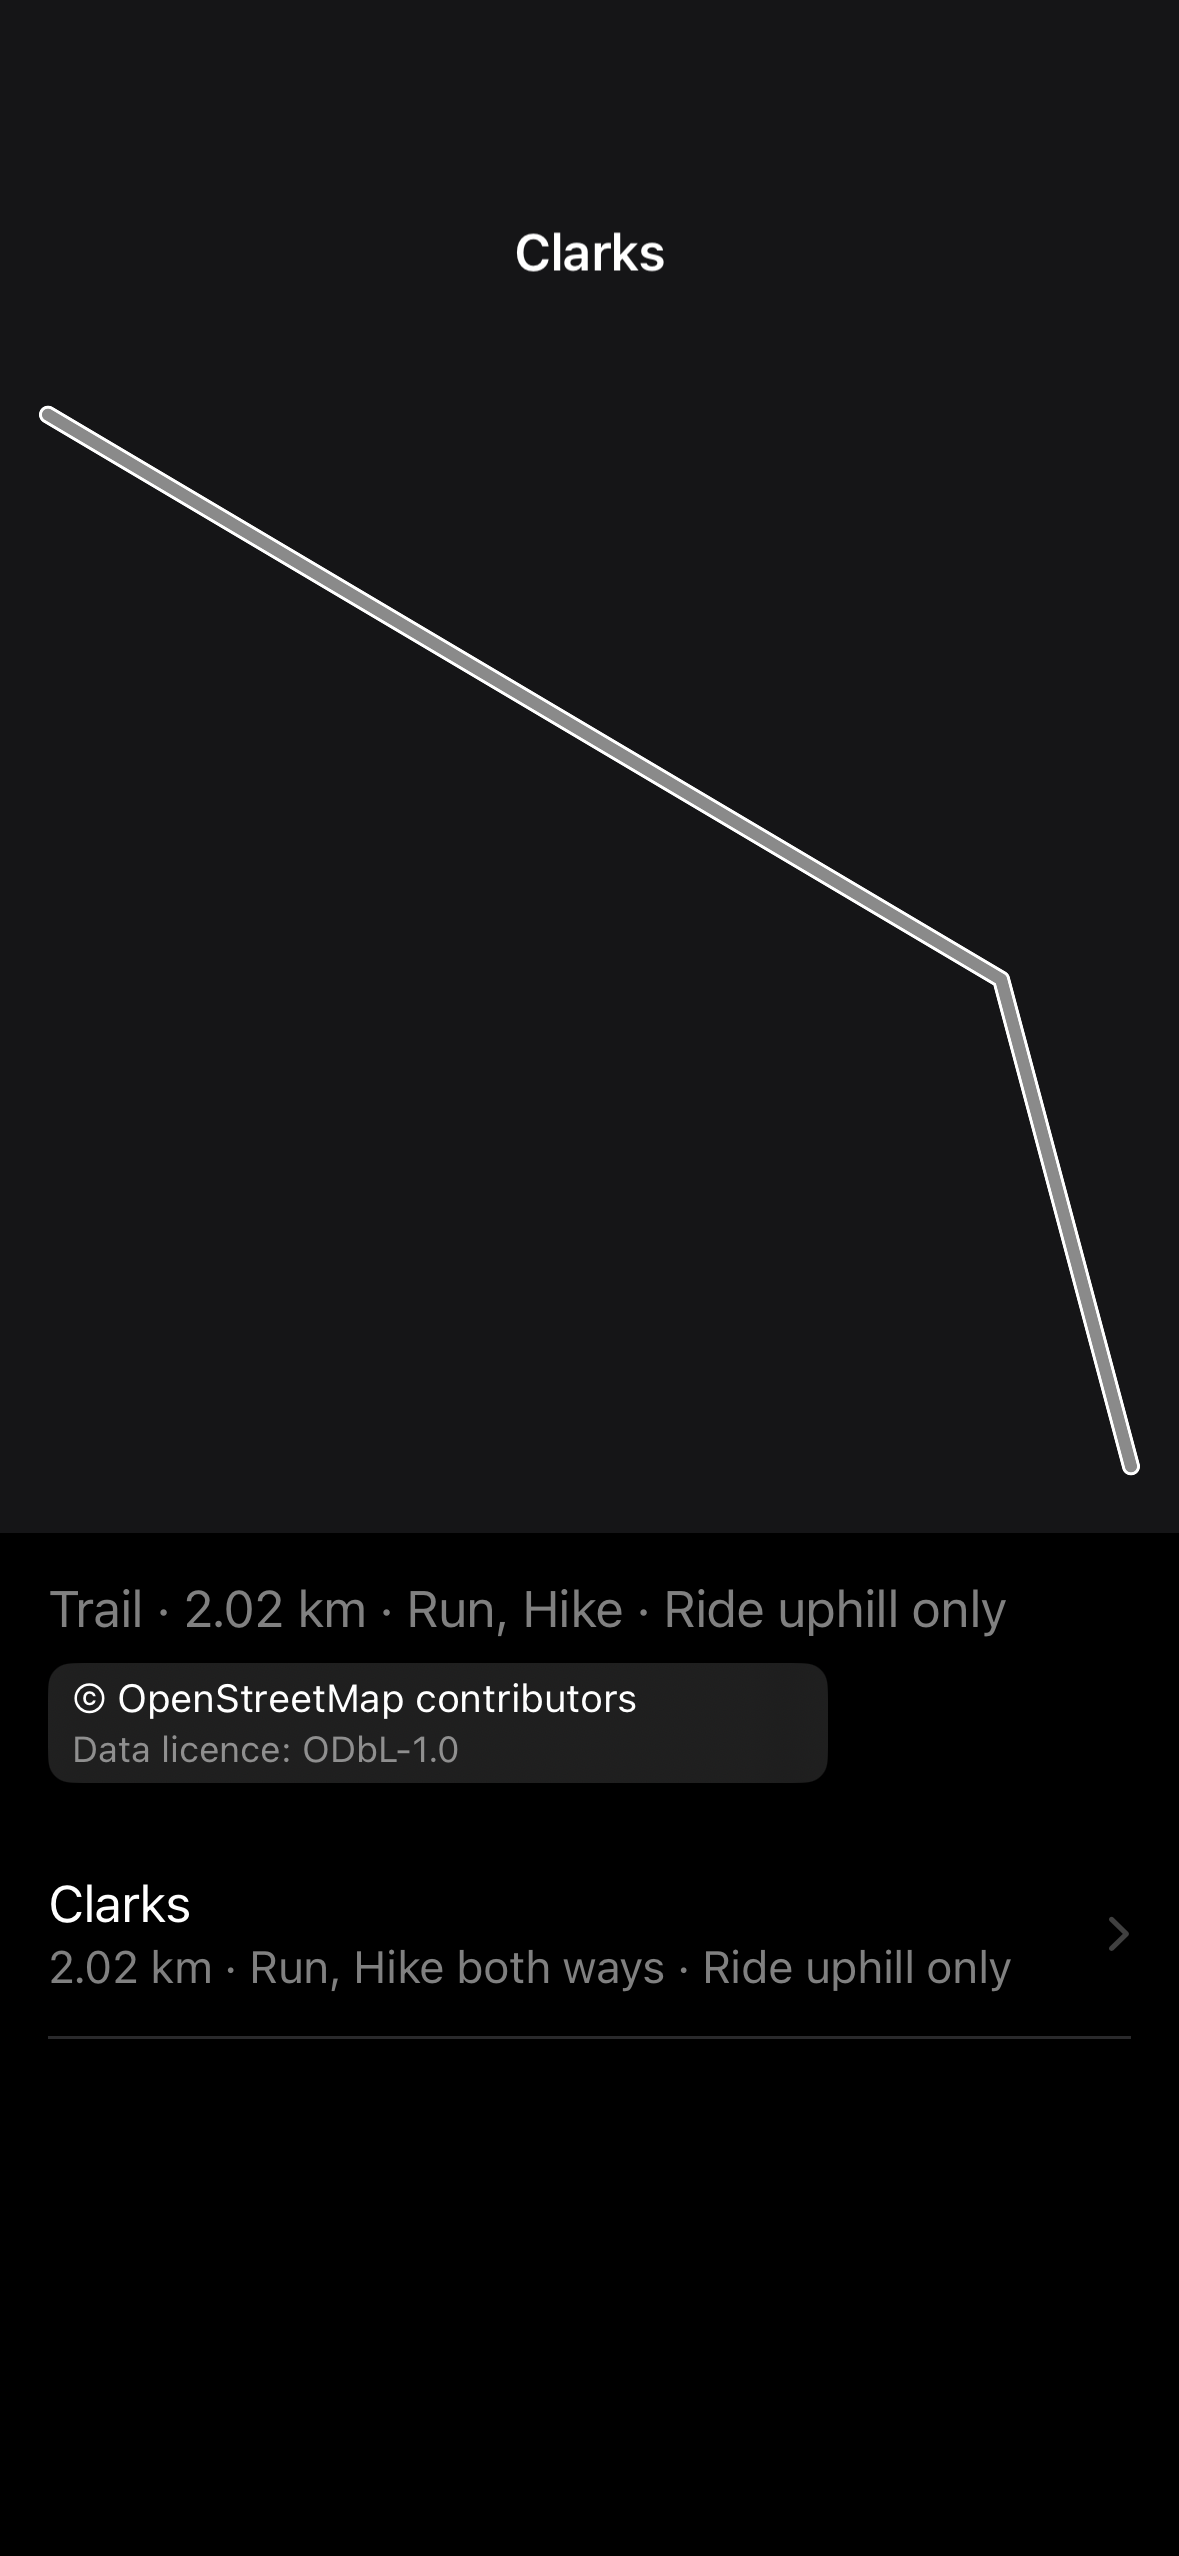 Clarks
Trail · 2.02 km · Run, Hike · Ride uphill only
© OpenStreetMap contributors
Data licence: ODbL-1.0
Clarks
2.02 km · Run, Hike both ways · Ride uphill only